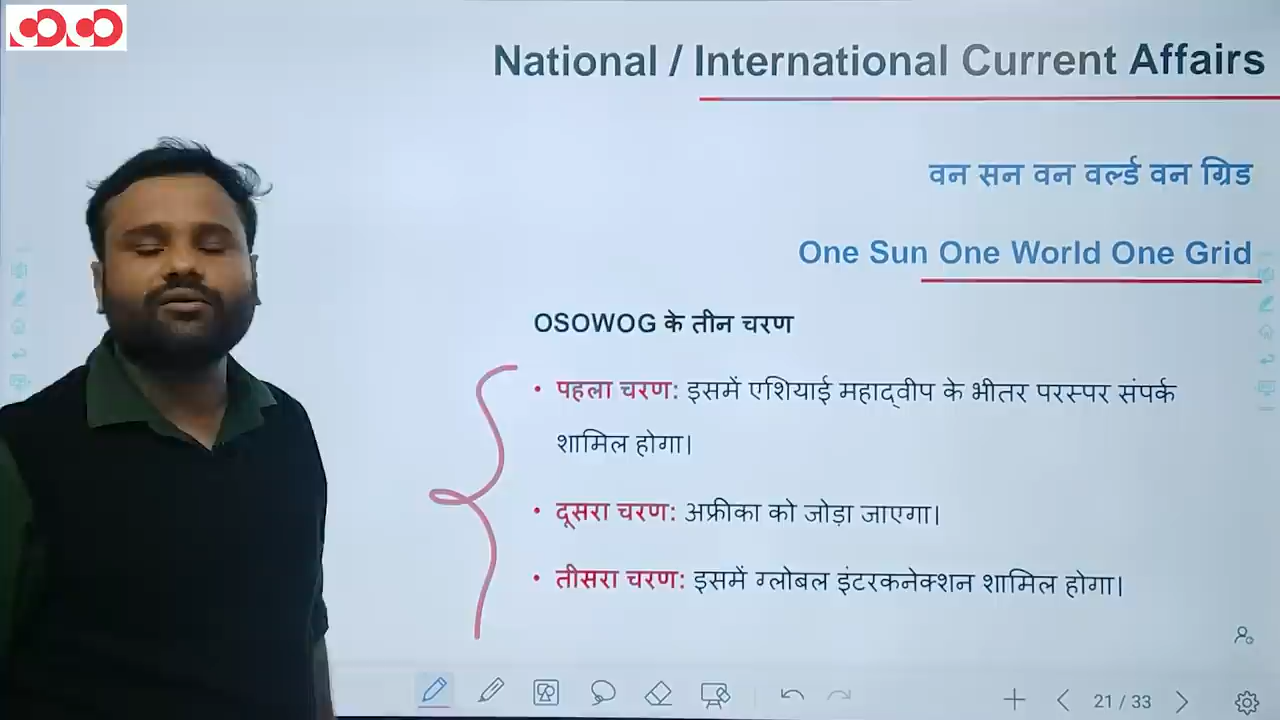 National / International Current Affairs
वन सन वन वर्ल्ड वन ग्रिड
One Sun One World One Grid
OSOWOG के तीन चरण
• पहला चरण: इसमें एशियाई महाद्वीप के भीतर परस्पर संपर्क
शामिल होगा।
• दूसरा चरण: अफ्रीका को जोड़ा जाएगा।
• तीसरा चरण: इसमें ग्लोबल इंटरकनेक्शन शामिल होगा।
21 / 33